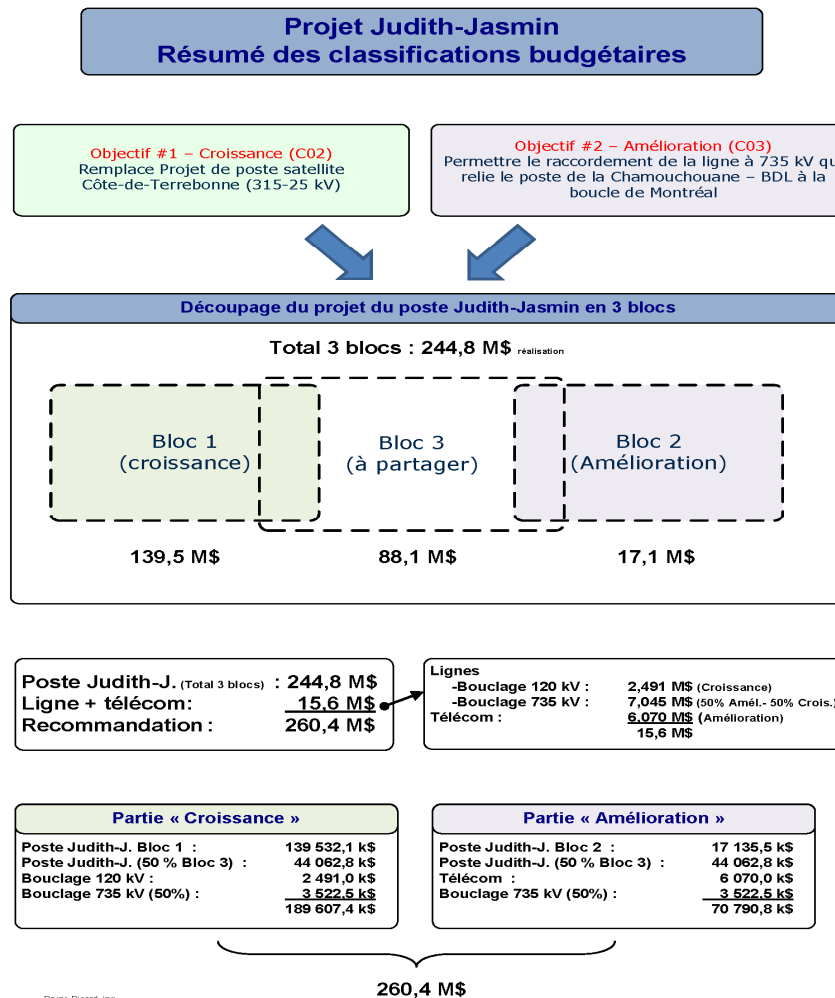 Projet Judith-Jasmin
Résumé des classifications budgétaires
Objectif #1 – Croissance (C02)
Remplace Projet de poste satellite
Côte-de-Terrebonne (315-25 kV)
Objectif #2 – Amélioration (C03)
Permettre le raccordement de la ligne à 735 kV qu
relie le poste de la Chamouchouane – BDL à la
boucle de Montréal
Découpage du projet du poste Judith-Jasmin en 3 blocs
Total 3 blocs : 244,8 M$ réalisation
Bloc 1
(croissance)
Bloc 3
(à partager)
Bloc 2
(Amélioration)
139,5 M$
88,1 M$
17,1 M$
Poste Judith-J. (Total 3 blocs) : 244,8 M$
Ligne + télécom: 15,6 M$
Recommandation : 260,4 M$
Lignes
-Bouclage 120 kV : 2,491 M$ (Croissance)
-Bouclage 735 kV : 7,045 M$ (50% Amél.- 50% Crois.)
Télécom : 6,070 M$ (Amélioration)
15,6 M$
Partie « Croissance »
Poste Judith-J. Bloc 1 : 139 532,1 k$
Poste Judith-J. (50 % Bloc 3) : 44 062,8 k$
Bouclage 120 kV : 2 491,0 k$
Bouclage 735 kV (50%) : 3 522,5 k$
189 607,4 k$
Partie « Amélioration »
Poste Judith-J. Bloc 2 : 17 135,5 k$
Poste Judith-J. (50 % Bloc 3) : 44 062,8 k$
Télécom : 6 070,0 k$
Bouclage 735 kV (50%) : 3 522,5 k$
70 790,8 k$
260,4 M$